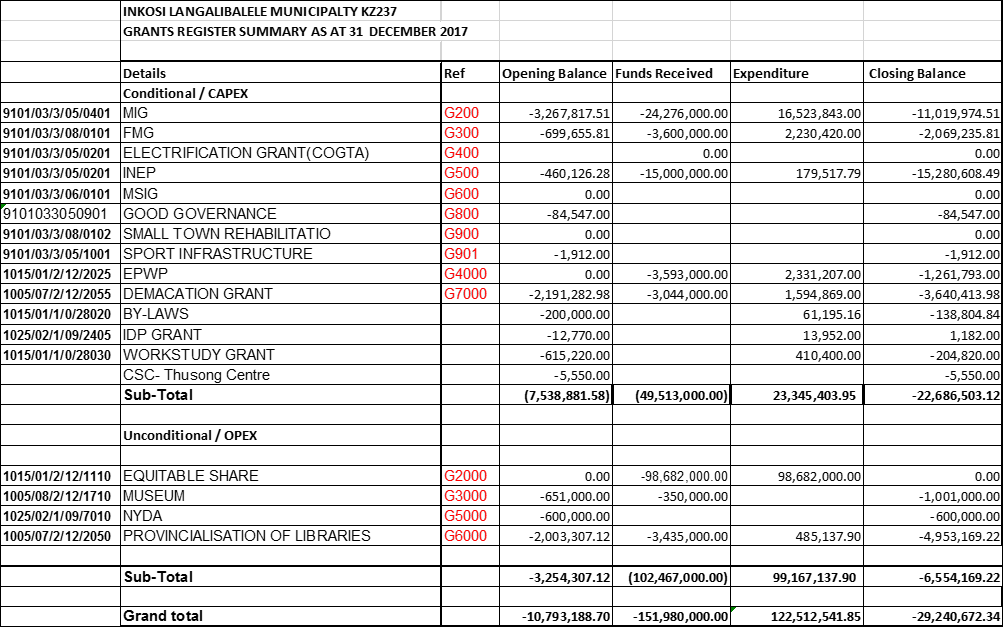 INKOSI LANGALIBALELE MUNICIPALTY KZ237
GRANTS REGISTER SUMMARY AS AT 31 DECEMBER 2017
Details Ref Opening Balance Funds Received Expenditure Closing Balance
Conditional / CAPEX
9101/03/3/05/0401 MIG G200 -3,267,817.51 -24,276,000.00 16,523,843.00 -11,019,974.51
9101/03/3/08/0101 FMG G300 -699,655.81 -3,600,000.00 2,230,420.00 -2,069,235.81
9101/03/3/05/0201 ELECTRIFICATION GRANT(COGTA) G400 0.00 0.00
9101/03/3/05/0201 INEP G500 -460,126.28 -15,000,000.00 179,517.79 -15,280,608.49
9101/03/3/06/0101 MSIG G600 0.00 0.00
9101033050901 GOOD GOVERNANCE G800 -84,547.00 -84,547.00
9101/03/3/08/0102 SMALL TOWN REHABILITATIO G900 0.00 0.00
9101/03/3/05/1001 SPORT INFRASTRUCTURE G901 -1,912.00 -1,912.00
1015/01/2/12/2025 EPWP G4000 0.00 -3,593,000.00 2,331,207.00 -1,261,793.00
1005/07/2/12/2055 DEMACATION GRANT G7000 -2,191,282.98 -3,044,000.00 1,594,869.00 -3,640,413.98
1015/01/1/0/28020 BY-LAWS -200,000.00 61,195.16 -138,804.84
1025/02/1/09/2405 IDP GRANT -12,770.00 13,952.00 1,182.00
1015/01/1/0/28030 WORKSTUDY GRANT -615,220.00 410,400.00 -204,820.00
CSC- Thusong Centre -5,550.00 -5,550.00
Sub-Total (7,538,881.58) (49,513,000.00) 23,345,403.95 -22,686,503.12
Unconditional / OPEX
1015/01/2/12/1110 EQUITABLE SHARE G2000 0.00 -98,682,000.00 98,682,000.00 0.00
1005/08/2/12/1710 MUSEUM G3000 -651,000.00 -350,000.00 -1,001,000.00
1025/02/1/09/7010 NYDA G5000 -600,000.00 -600,000.00
1005/07/2/12/2050 PROVINCIALISATION OF LIBRARIES G6000 -2,003,307.12 -3,435,000.00 485,137.90 -4,953,169.22
Sub-Total -3,254,307.12 (102,467,000.00) 99,167,137.90 -6,554,169.22
Grand total -10,793,188.70 -151,980,000.00 122,512,541.85 -29,240,672.34